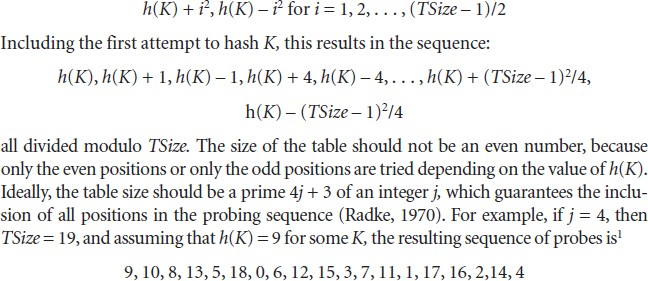 h(K) + i², h(K) – i² for i = 1, 2, . . . , (TSize – 1)/2
Including the first attempt to hash K, this results in the sequence:
h(K), h(K) + 1, h(K) – 1, h(K) + 4, h(K) – 4, . . . , h(K) + (TSize – 1)²/4,
h(K) – (TSize – 1)²/4
all divided modulo TSize. The size of the table should not be an even number, because
only the even positions or only the odd positions are tried depending on the value of h(K).
Ideally, the table size should be a prime 4j + 3 of an integer j, which guarantees the inclu-
sion of all positions in the probing sequence (Radke, 1970). For example, if j = 4, then
TSize = 19, and assuming that h(K) = 9 for some K, the resulting sequence of probes is¹
9, 10, 8, 13, 5, 18, 0, 6, 12, 15, 3, 7, 11, 1, 17, 16, 2,14, 4